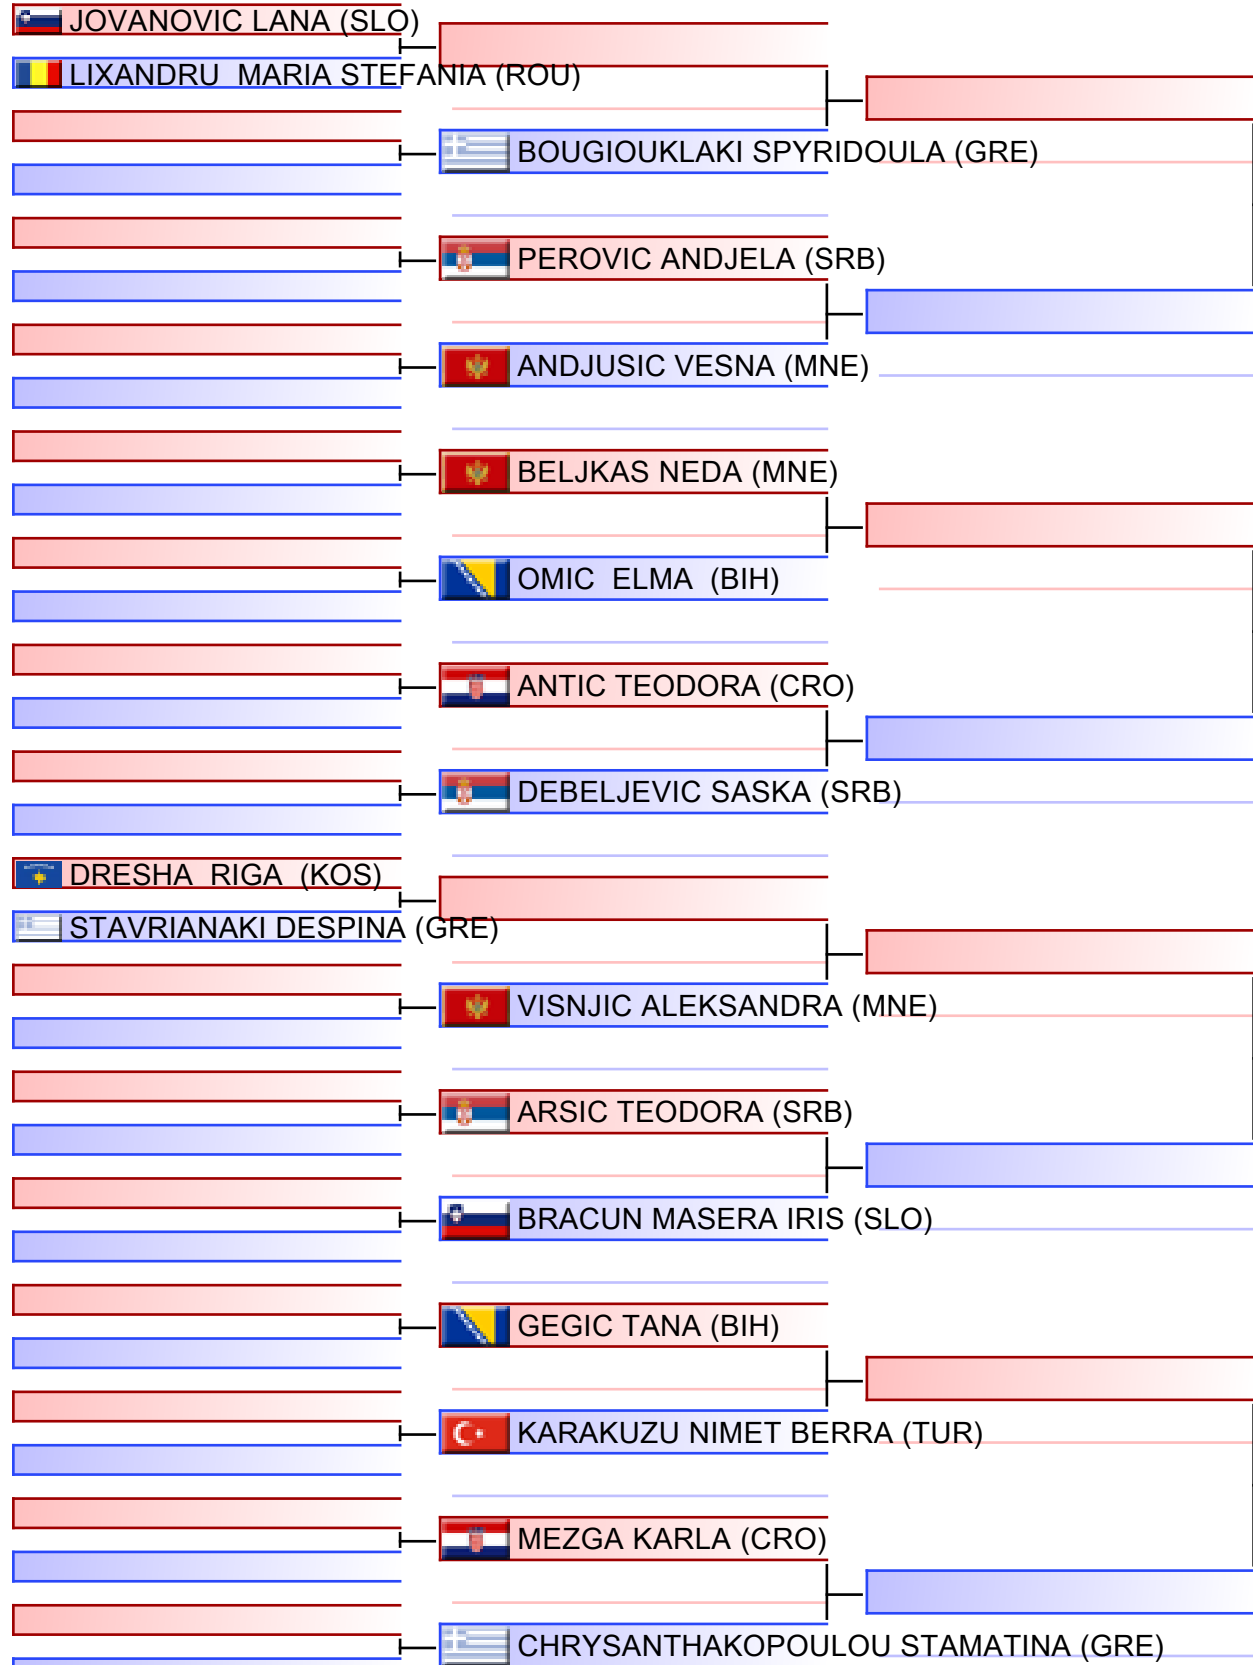 JOVANOVIC LANA (SLO)
LIXANDRU  MARIA STEFANIA (ROU)
BOUGIOUKLAKI SPYRIDOULA (GRE)
PEROVIC ANDJELA (SRB)
ANDJUSIC VESNA (MNE)
BELJKAS NEDA (MNE)
OMIC  ELMA  (BIH)
ANTIC TEODORA (CRO)
DEBELJEVIC SASKA (SRB)
DRESHA  RIGA  (KOS)
STAVRIANAKI DESPINA (GRE)
VISNJIC ALEKSANDRA (MNE)
ARSIC TEODORA (SRB)
BRACUN MASERA IRIS (SLO)
GEGIC TANA (BIH)
KARAKUZU NIMET BERRA (TUR)
MEZGA KARLA (CRO)
CHRYSANTHAKOPOULOU STAMATINA (GRE)